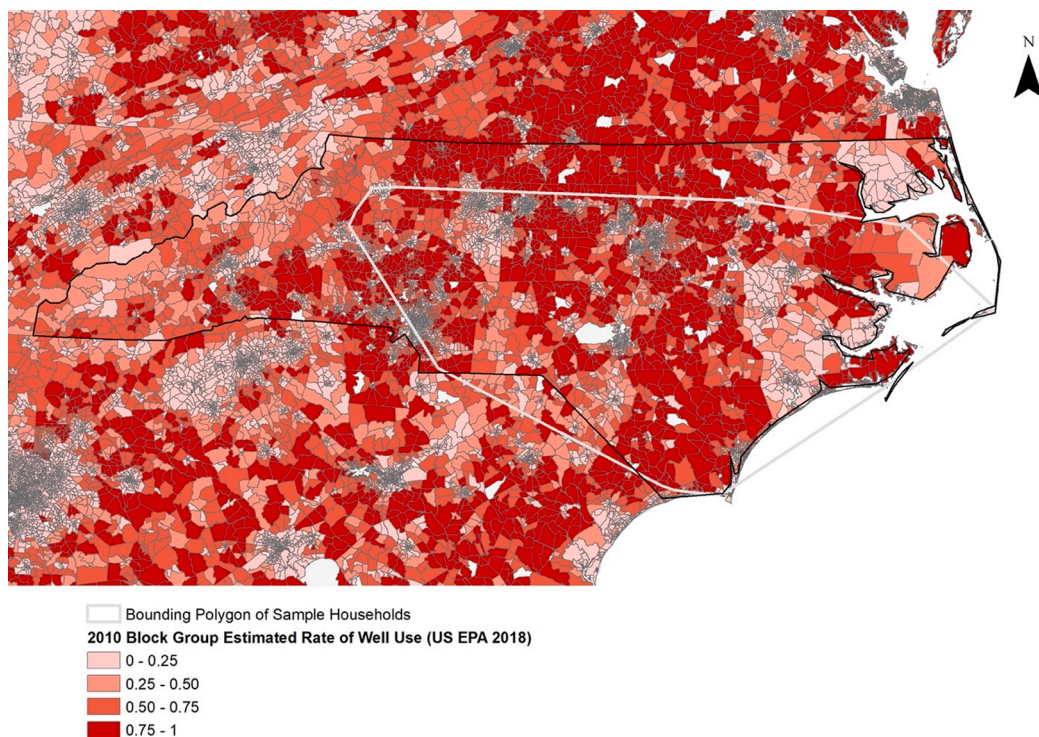 N
Bounding Polygon of Sample Households
2010 Block Group Estimated Rate of Well Use (US EPA 2018)
0 - 0.25
0.25 - 0.50
0.50 - 0.75
0.75 - 1